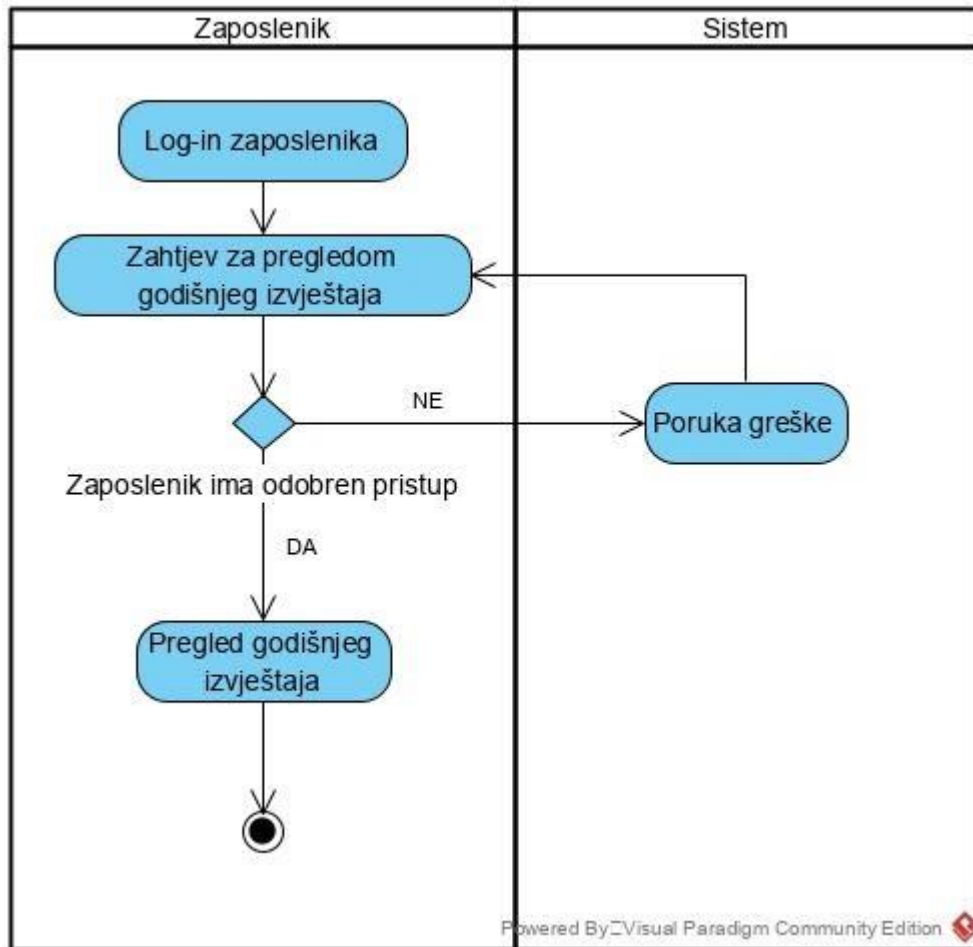 Zaposlenik
Sistem
Log-in zaposlenika
Zahtjev za pregledom
godišnjeg izvještaja
NE
Poruka greške
Zaposlenik ima odobren pristup
DA
Pregled godišnjeg
izvještaja
Powered By Visual Paradigm Community Edition